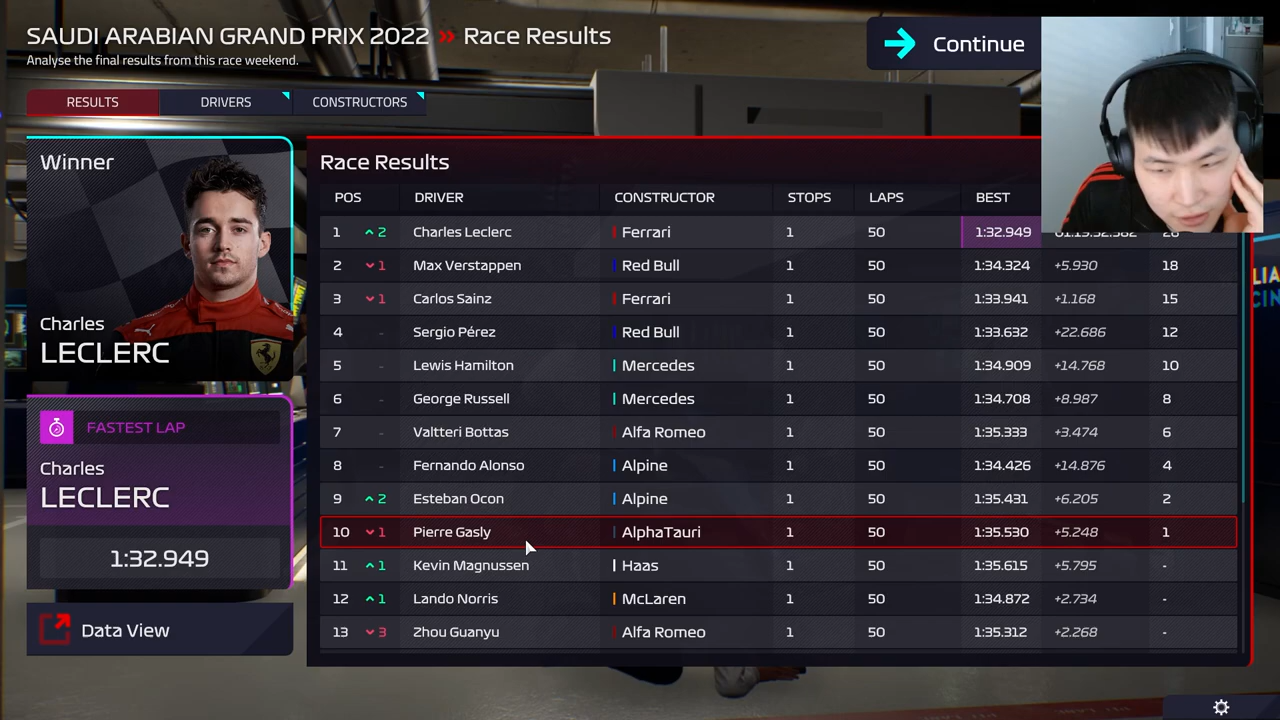 SAUDI ARABIAN GRAND PRIX 2022 » Race Results
Analyse the final results from this race weekend.
Continue
RESULTS DRIVERS CONSTRUCTORS
Winner
Charles
LECLERC
FASTEST LAP
Charles
LECLERC
1:32.949
Data View
Race Results
POS DRIVER CONSTRUCTOR STOPS LAPS BEST
1 2 Charles Leclerc Ferrari 1 50 1:32.949
2 1 Max Verstappen Red Bull 1 50 1:34.324 +5.930 18
3 1 Carlos Sainz Ferrari 1 50 1:33.941 +1.168 15
4 - Sergio Pérez Red Bull 1 50 1:33.632 +22.686 12
5 - Lewis Hamilton Mercedes 1 50 1:34.909 +14.768 10
6 - George Russell Mercedes 1 50 1:34.708 +8.987 8
7 - Valtteri Bottas Alfa Romeo 1 50 1:35.333 +3.474 6
8 - Fernando Alonso Alpine 1 50 1:34.426 +14.876 4
9 2 Esteban Ocon Alpine 1 50 1:35.431 +6.205 2
10 1 Pierre Gasly AlphaTauri 1 50 1:35.530 +5.248 1
11 1 Kevin Magnussen Haas 1 50 1:35.615 +5.795 -
12 1 Lando Norris McLaren 1 50 1:34.872 +2.734 -
13 3 Zhou Guanyu Alfa Romeo 1 50 1:35.312 +2.268 -